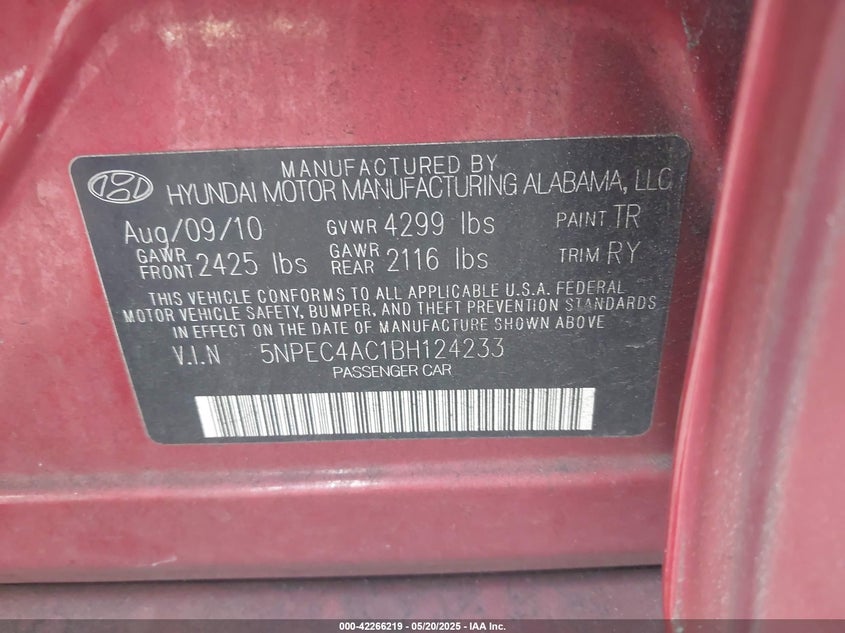 MANUFACTURED BY
HYUNDAI MOTOR MANUFACTURING ALABAMA, LLC
Aug/09/10 GVWR 4299 lbs PAINT TR
GAWR FRONT 2425 lbs GAWR REAR 2116 lbs TRIM RY
THIS VEHICLE CONFORMS TO ALL APPLICABLE U.S.A. FEDERAL
MOTOR VEHICLE SAFETY, BUMPER, AND THEFT PREVENTION STANDARDS
IN EFFECT ON THE DATE OF MANUFACTURE SHOWN ABOVE
V.I.N 5NPEC4AC1BH124233
PASSENGER CAR
000-42266219 - 05/20/2025 - IAA Inc.